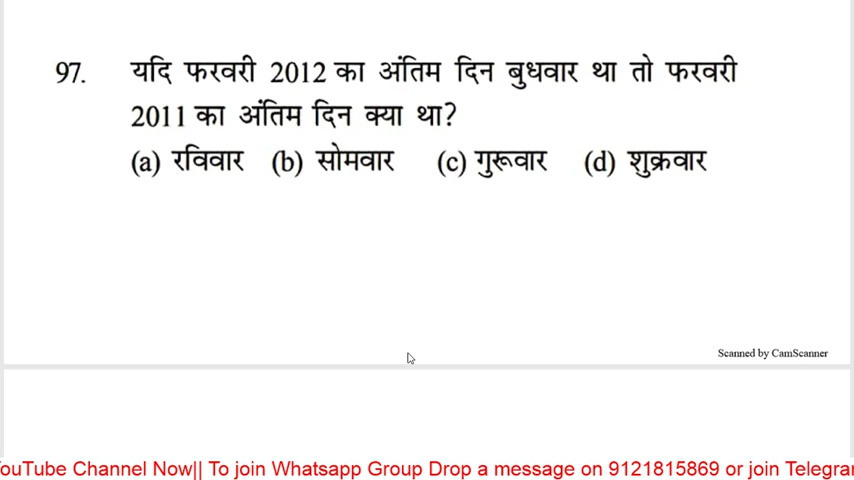 97. यदि फरवरी 2012 का अंतिम दिन बुधवार था तो फरवरी
2011 का अंतिम दिन क्या था?
(a) रविवार (b) सोमवार (c) गुरूवार (d) शुक्रवार
Scanned by CamScanner
YouTube Channel Now|| To join Whatsapp Group Drop a message on 9121815869 or join Telegra